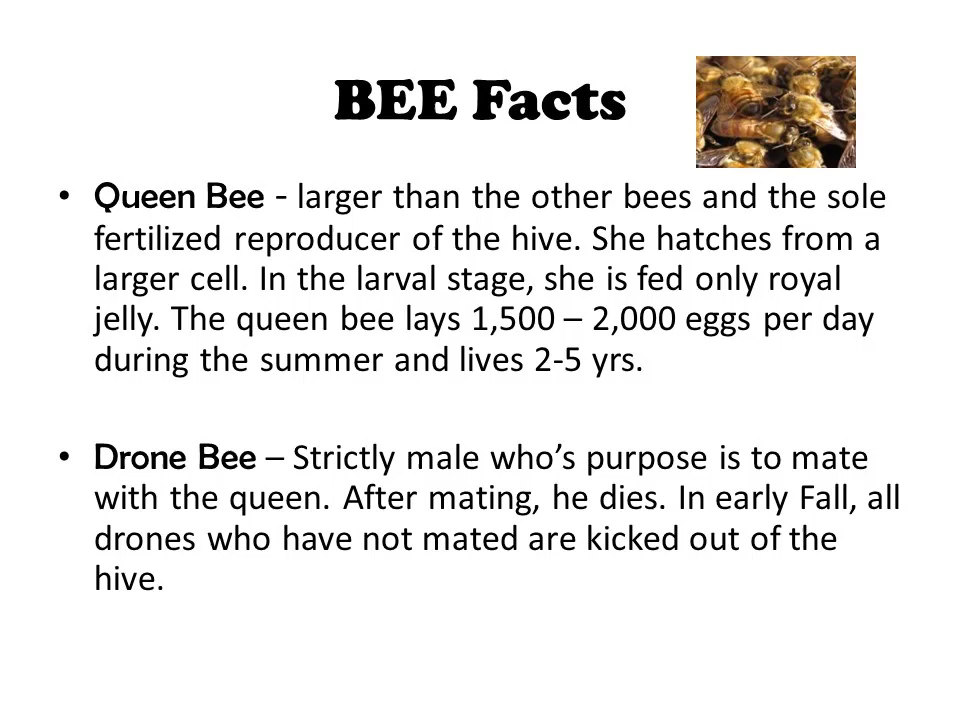 BEE Facts
• Queen Bee - larger than the other bees and the sole
fertilized reproducer of the hive. She hatches from a
larger cell. In the larval stage, she is fed only royal
jelly. The queen bee lays 1,500 – 2,000 eggs per day
during the summer and lives 2-5 yrs.
• Drone Bee – Strictly male who’s purpose is to mate
with the queen. After mating, he dies. In early Fall, all
drones who have not mated are kicked out of the
hive.